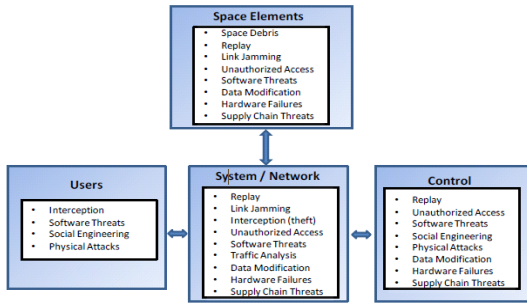 Space Elements
• Space Debris
• Replay
• Link Jamming
• Unauthorized Access
• Software Threats
• Data Modification
• Hardware Failures
• Supply Chain Threats
Users
• Interception
• Software Threats
• Social Engineering
• Physical Attacks
System / Network
• Replay
• Link Jamming
• Interception (theft)
• Unauthorized Access
• Software Threats
• Traffic Analysis
• Data Modification
• Hardware Failures
• Supply Chain Threats
Control
• Replay
• Unauthorized Access
• Software Threats
• Social Engineering
• Physical Attacks
• Data Modification
• Hardware Failures
• Supply Chain Threats